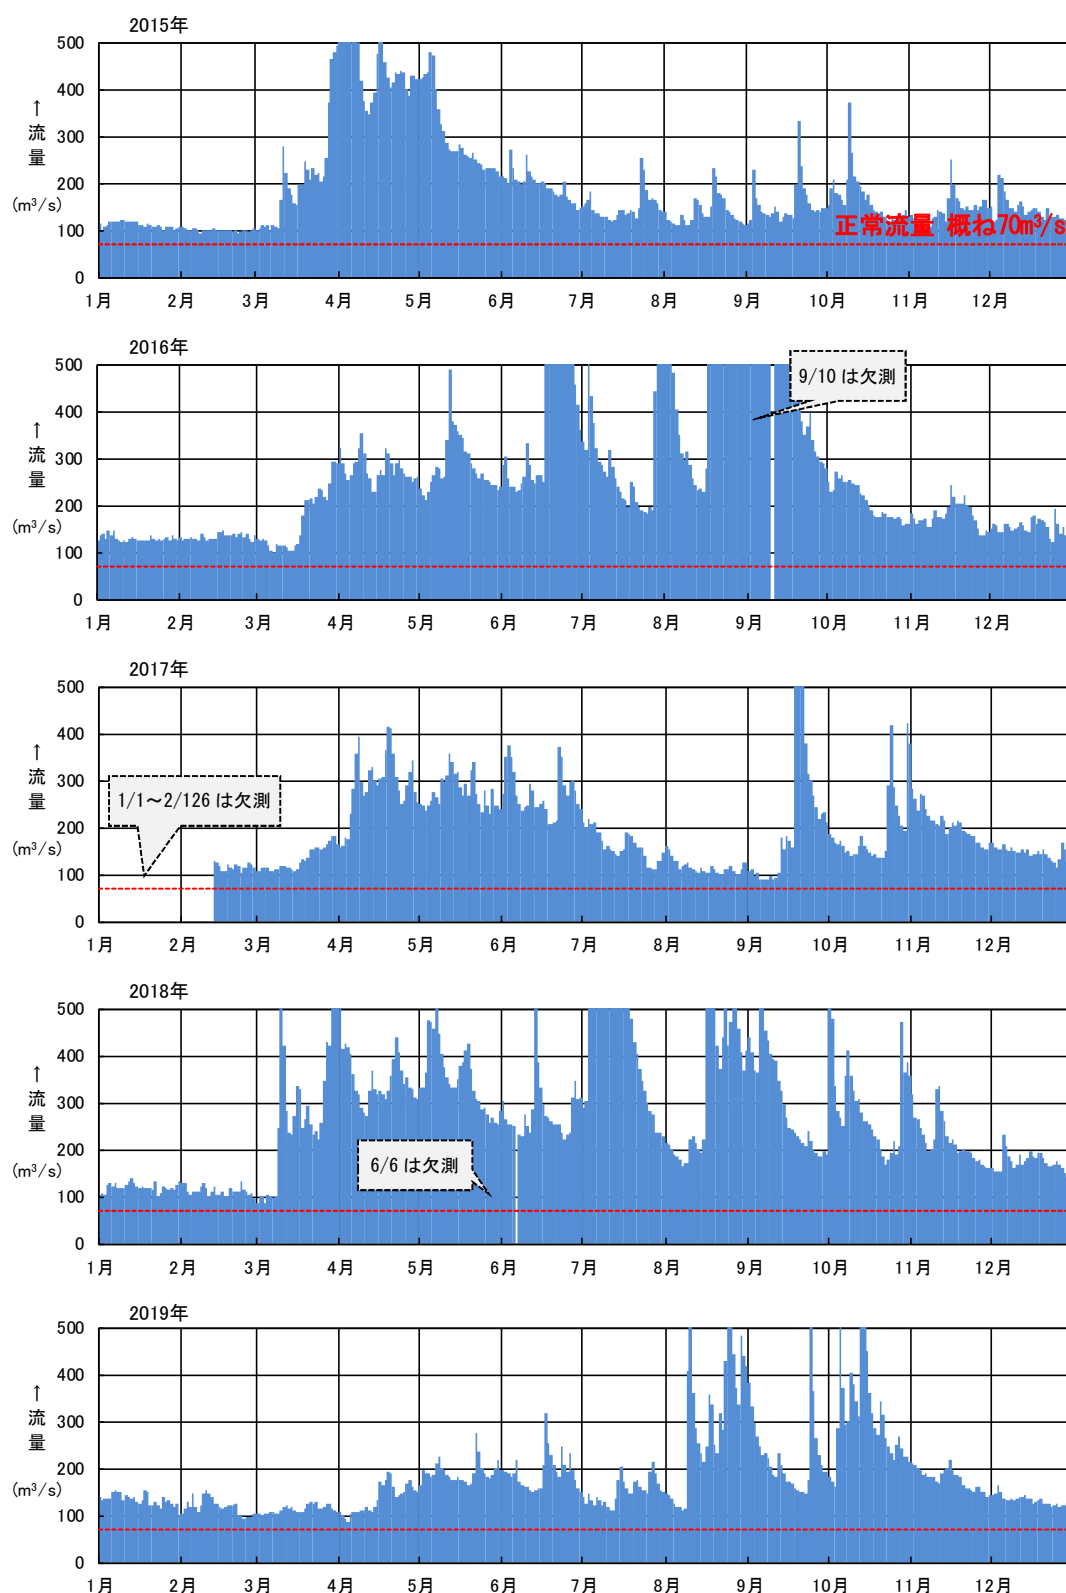 2015年
500
400
300
200
100
0
↑
流
量
(m³/s)
正常流量 概ね70m³/s
1月 2月 3月 4月 5月 6月 7月 8月 9月 10月 11月 12月
2016年
500
400
300
200
100
0
↑
流
量
(m³/s)
9/10 は欠測
1月 2月 3月 4月 5月 6月 7月 8月 9月 10月 11月 12月
2017年
500
400
300
200
100
0
↑
流
量
(m³/s)
1/1～2/126 は欠測
1月 2月 3月 4月 5月 6月 7月 8月 9月 10月 11月 12月
2018年
500
400
300
200
100
0
↑
流
量
(m³/s)
6/6 は欠測
1月 2月 3月 4月 5月 6月 7月 8月 9月 10月 11月 12月
2019年
500
400
300
200
100
0
↑
流
量
(m³/s)
1月 2月 3月 4月 5月 6月 7月 8月 9月 10月 11月 12月